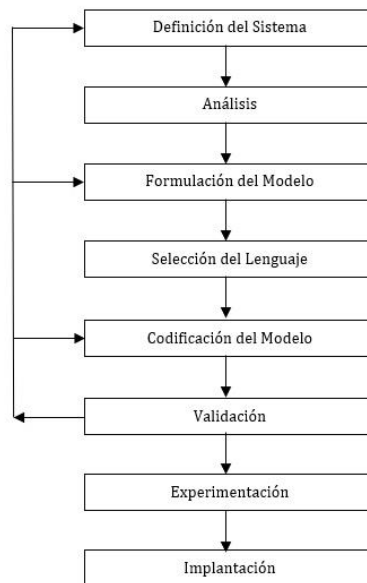 Definición del Sistema
Análisis
Formulación del Modelo
Selección del Lenguaje
Codificación del Modelo
Validación
Experimentación
Implantación